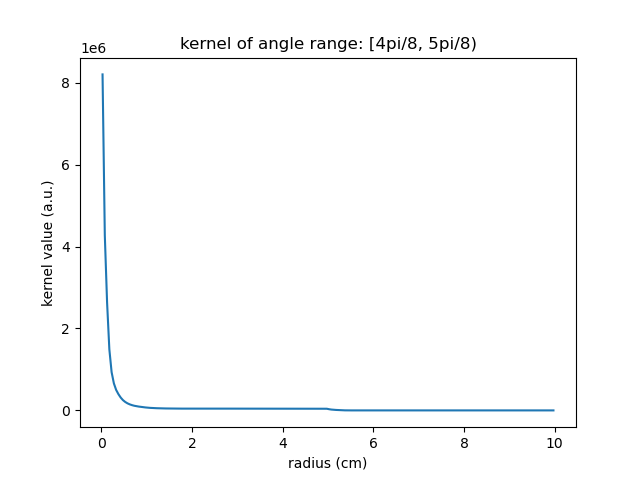 kernel of angle range: [4pi/8, 5pi/8)
1e6
8
6
4
2
0
kernel value (a.u.)
0 2 4 6 8 10
radius (cm)